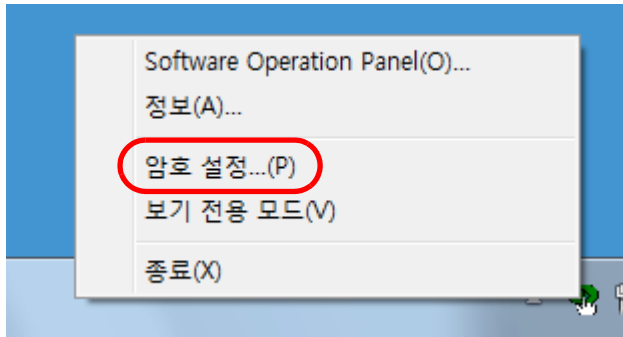 Software Operation Panel(O)...
정보(A)...
암호 설정...(P)
보기 전용 모드(V)
종료(X)